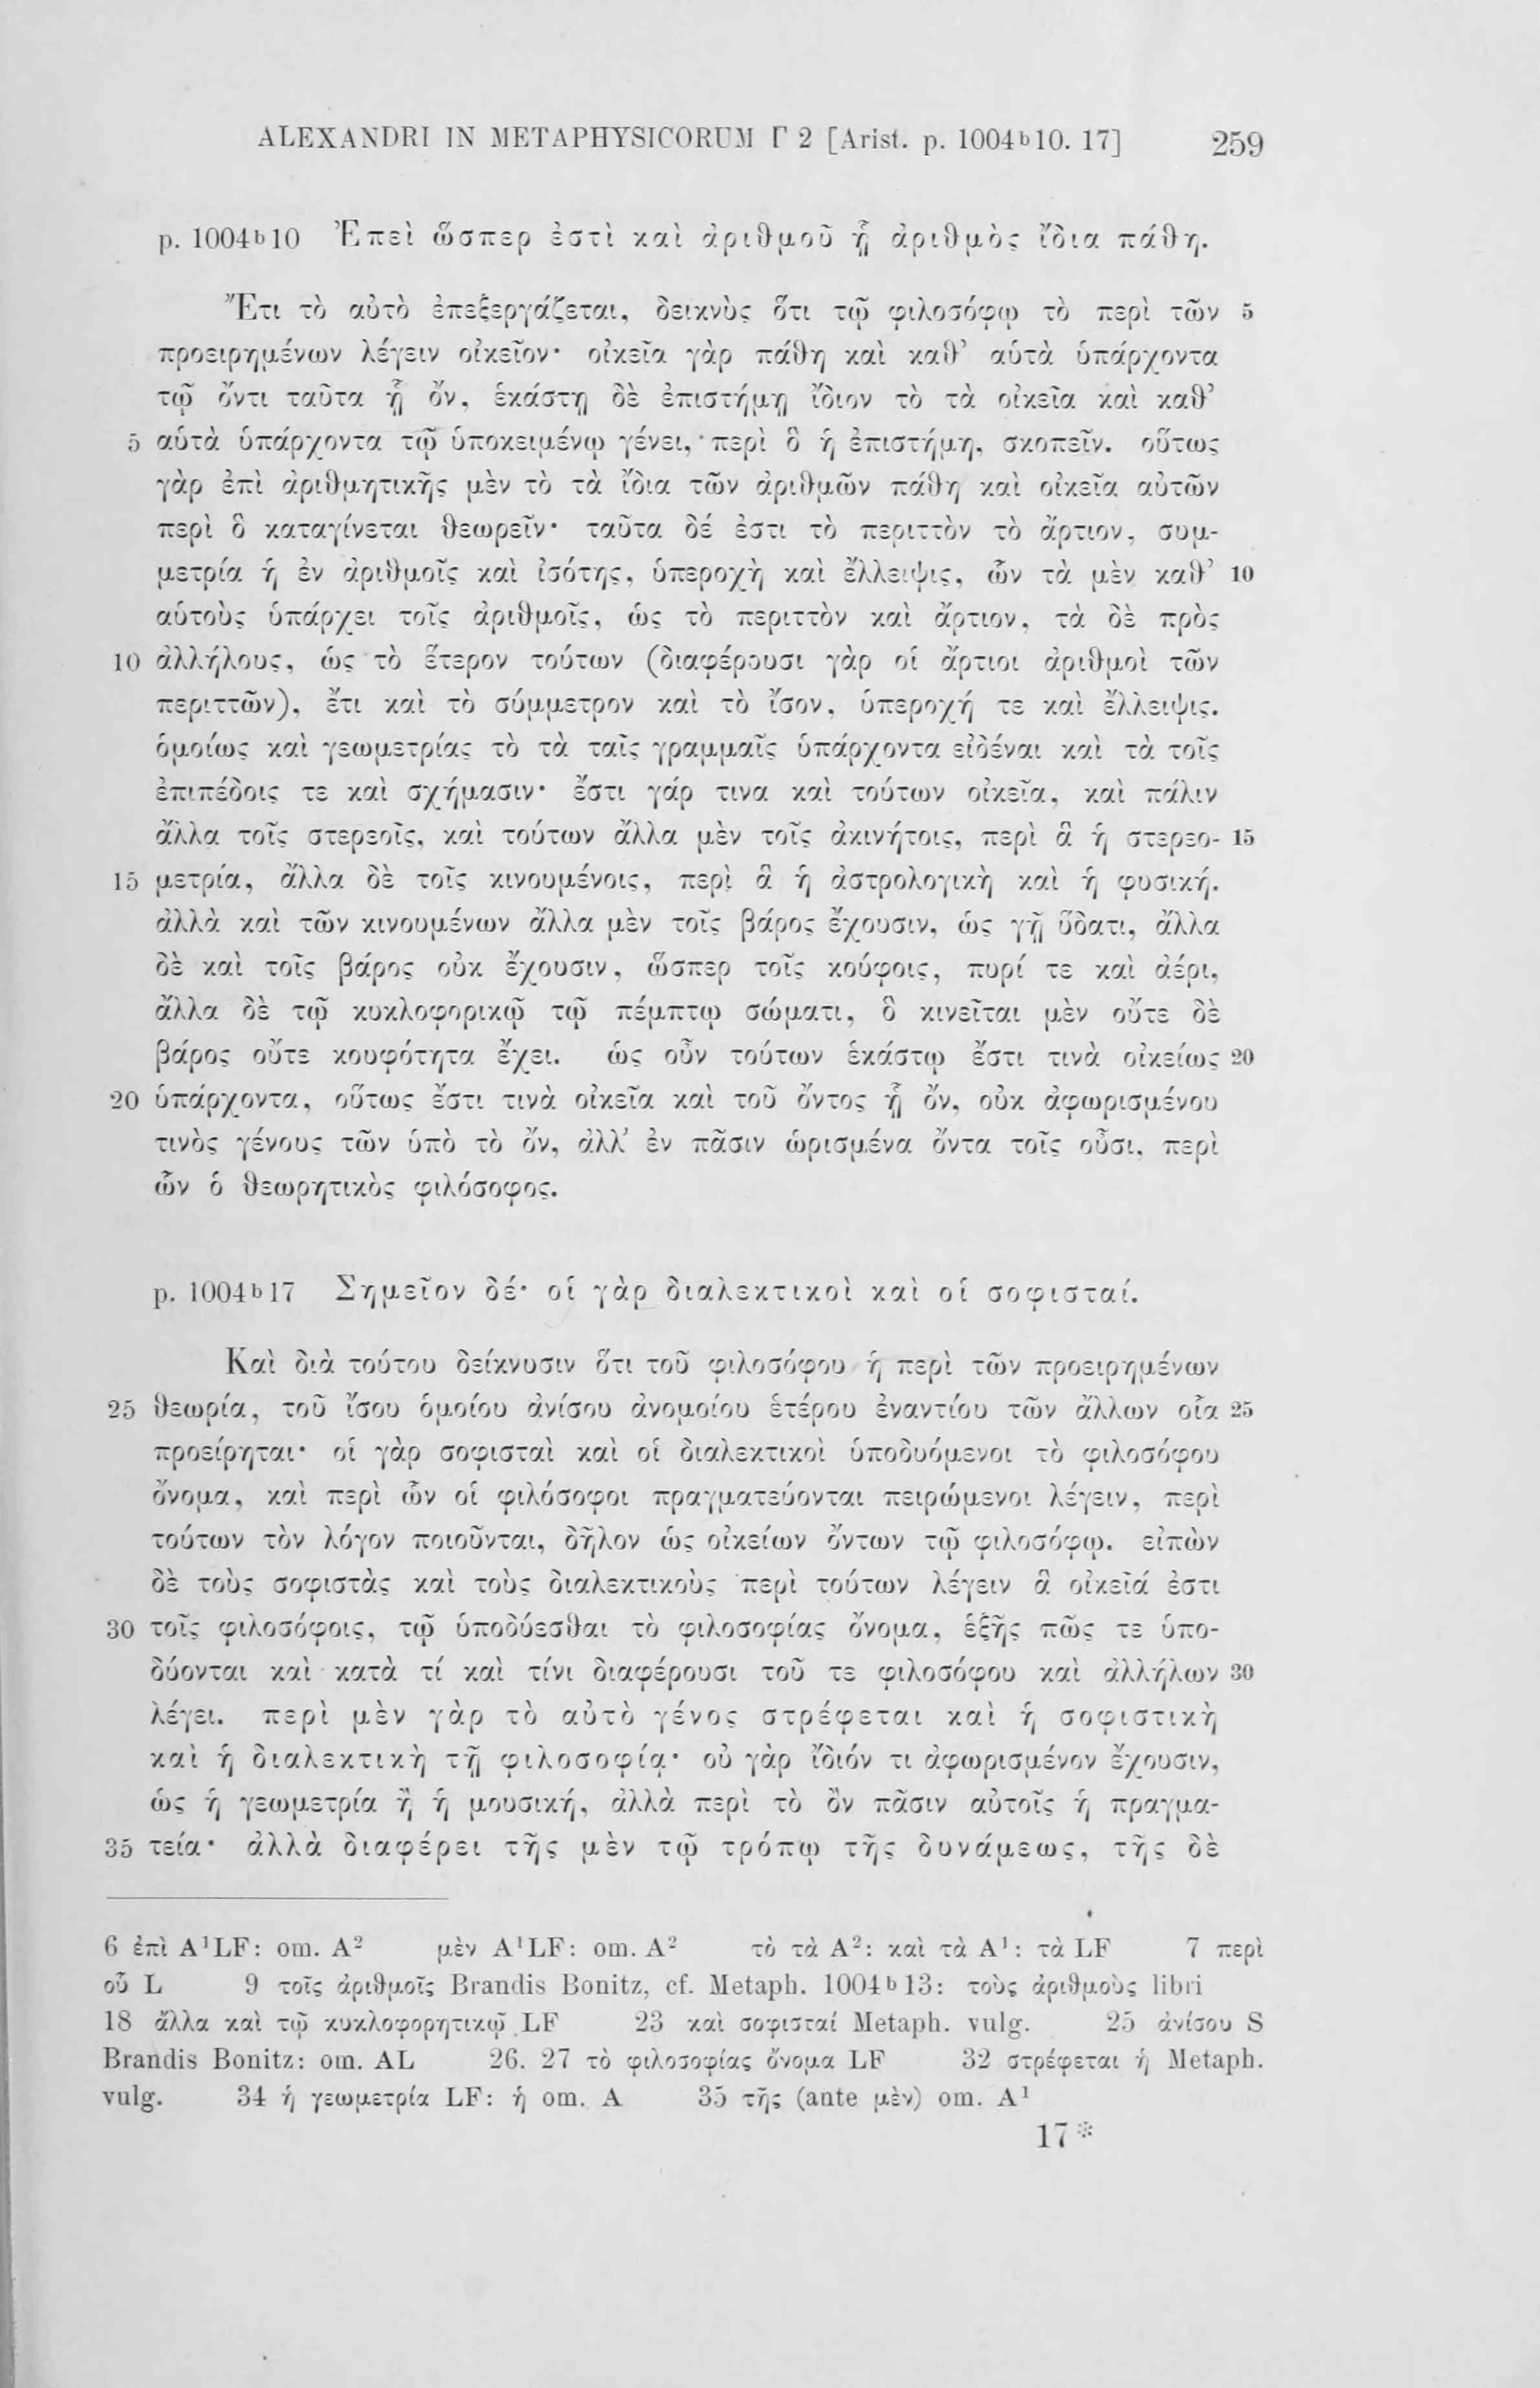 ALEXANDRI IN METAPHYSICORUM Γ 2 [Arist. p. 1004b10. 17] 259
p. 1004b10 Ἐπεὶ ὥσπερ ἐστὶ καὶ ἀριθμοῦ ᾗ ἀριθμὸς ἴδια πάθη.
Ἔτι τὸ αὐτὸ ἐπεξεργάζεται, δεικνὺς ὅτι τῷ φιλοσόφῳ τὸ περὶ τῶν 5
προειρημένων λέγειν οἰκεῖον· οἰκεῖα γὰρ πάθη καὶ καθ’ αὑτὰ ὑπάρχοντα
τῷ ὄντι ταῦτα ᾗ ὄν, ἑκάστῃ δὲ ἐπιστήμῃ ἴδιον τὸ τὰ οἰκεῖα καὶ καθ’
5 αὑτὰ ὑπάρχοντα τῷ ὑποκειμένῳ γένει, περὶ ὃ ἡ ἐπιστήμη, σκοπεῖν. οὕτως
γὰρ ἐπὶ ἀριθμητικῆς μὲν τὸ τὰ ἴδια τῶν ἀριθμῶν πάθη καὶ οἰκεῖα αὐτῶν
περὶ ὃ καταγίνεται θεωρεῖν· ταῦτα δέ ἐστι τὸ περιττὸν τὸ ἄρτιον, συμ-
μετρία ἡ ἐν ἀριθμοῖς καὶ ἰσότης, ὑπεροχὴ καὶ ἔλλειψις, ὧν τὰ μὲν καθ’ 10
αὑτοὺς ὑπάρχει τοῖς ἀριθμοῖς, ὡς τὸ περιττὸν καὶ ἄρτιον, τὰ δὲ πρὸς
10 ἀλλήλους, ὡς τὸ ἕτερον τούτων (διαφέρουσι γὰρ οἱ ἄρτιοι ἀριθμοὶ τῶν
περιττῶν), ἔτι καὶ τὸ σύμμετρον καὶ τὸ ἴσον, ὑπεροχή τε καὶ ἔλλειψις.
ὁμοίως καὶ γεωμετρίας τὸ τὰ ταῖς γραμμαῖς ὑπάρχοντα εἰδέναι καὶ τὰ τοῖς
ἐπιπέδοις τε καὶ σχήμασιν· ἔστι γάρ τινα καὶ τούτων οἰκεῖα, καὶ πάλιν
ἄλλα τοῖς στερεοῖς, καὶ τούτων ἄλλα μὲν τοῖς ἀκινήτοις, περὶ ἃ ἡ στερεο- 15
15 μετρία, ἄλλα δὲ τοῖς κινουμένοις, περὶ ἃ ἡ ἀστρολογικὴ καὶ ἡ φυσική.
ἀλλὰ καὶ τῶν κινουμένων ἄλλα μὲν τοῖς βάρος ἔχουσιν, ὡς γῇ ὕδατι, ἄλλα
δὲ καὶ τοῖς βάρος οὐκ ἔχουσιν, ὥσπερ τοῖς κούφοις, πυρί τε καὶ ἀέρι,
ἄλλα δὲ τῷ κυκλοφορικῷ τῷ πέμπτῳ σώματι, ὃ κινεῖται μὲν οὔτε δὲ
βάρος οὔτε κουφότητα ἔχει. ὡς οὖν τούτων ἑκάστῳ ἔστι τινὰ οἰκείως 20
20 ὑπάρχοντα, οὕτως ἔστι τινὰ οἰκεῖα καὶ τοῦ ὄντος ᾗ ὄν, οὐκ ἀφωρισμένου
τινὸς γένους τῶν ὑπὸ τὸ ὄν, ἀλλ’ ἐν πᾶσιν ὡρισμένα ὄντα τοῖς οὖσι, περὶ
ὧν ὁ θεωρητικὸς φιλόσοφος.
p. 1004b17 Σημεῖον δέ· οἱ γὰρ διαλεκτικοὶ καὶ οἱ σοφισταί.
Καὶ διὰ τούτου δείκνυσιν ὅτι τοῦ φιλοσόφου ἡ περὶ τῶν προειρημένων
25 θεωρία, τοῦ ἴσου ὁμοίου ἀνίσου ἀνομοίου ἑτέρου ἐναντίου τῶν ἄλλων οἷα 25
προείρηται· οἱ γὰρ σοφισταὶ καὶ οἱ διαλεκτικοὶ ὑποδυόμενοι τὸ φιλοσόφου
ὄνομα, καὶ περὶ ὧν οἱ φιλόσοφοι πραγματεύονται πειρώμενοι λέγειν, περὶ
τούτων τὸν λόγον ποιοῦνται, δῆλον ὡς οἰκείων ὄντων τῷ φιλοσόφῳ. εἰπὼν
δὲ τοὺς σοφιστὰς καὶ τοὺς διαλεκτικοὺς περὶ τούτων λέγειν ἃ οἰκεῖά ἐστι
30 τοῖς φιλοσόφοις, τῷ ὑποδύεσθαι τὸ φιλοσοφίας ὄνομα, ἑξῆς πῶς τε ὑπο-
δύονται καὶ κατὰ τί καὶ τίνι διαφέρουσι τοῦ τε φιλοσόφου καὶ ἀλλήλων 30
λέγει. περὶ μὲν γὰρ τὸ αὐτὸ γένος στρέφεται καὶ ἡ σοφιστικὴ
καὶ ἡ διαλεκτικὴ τῇ φιλοσοφίᾳ· οὐ γὰρ ἴδιόν τι ἀφωρισμένον ἔχουσιν,
ὡς ἡ γεωμετρία ἢ ἡ μουσική, ἀλλὰ περὶ τὸ ὂν πᾶσιν αὐτοῖς ἡ πραγμα-
35 τεία· ἀλλὰ διαφέρει τῆς μὲν τῷ τρόπῳ τῆς δυνάμεως, τῆς δὲ
6 ἐπὶ A¹LF: om. A² μὲν A¹LF: om. A² τὸ τὰ A²: καὶ τὰ A¹: τὰ LF 7 περὶ
οὗ L 9 τοῖς ἀριθμοῖς Brandis Bonitz, cf. Metaph. 1004b13: τοὺς ἀριθμοὺς libri
18 ἄλλα καὶ τῷ κυκλοφορητικῷ LF 23 καὶ σοφισταί Metaph. vulg. 25 ἀνίσου S
Brandis Bonitz: om. AL 26. 27 τὸ φιλοσοφίας ὄνομα LF 32 στρέφεται ἡ Metaph.
vulg. 34 ἡ γεωμετρία LF: ἡ om. A 35 τῆς (ante μὲν) om. A¹
17*